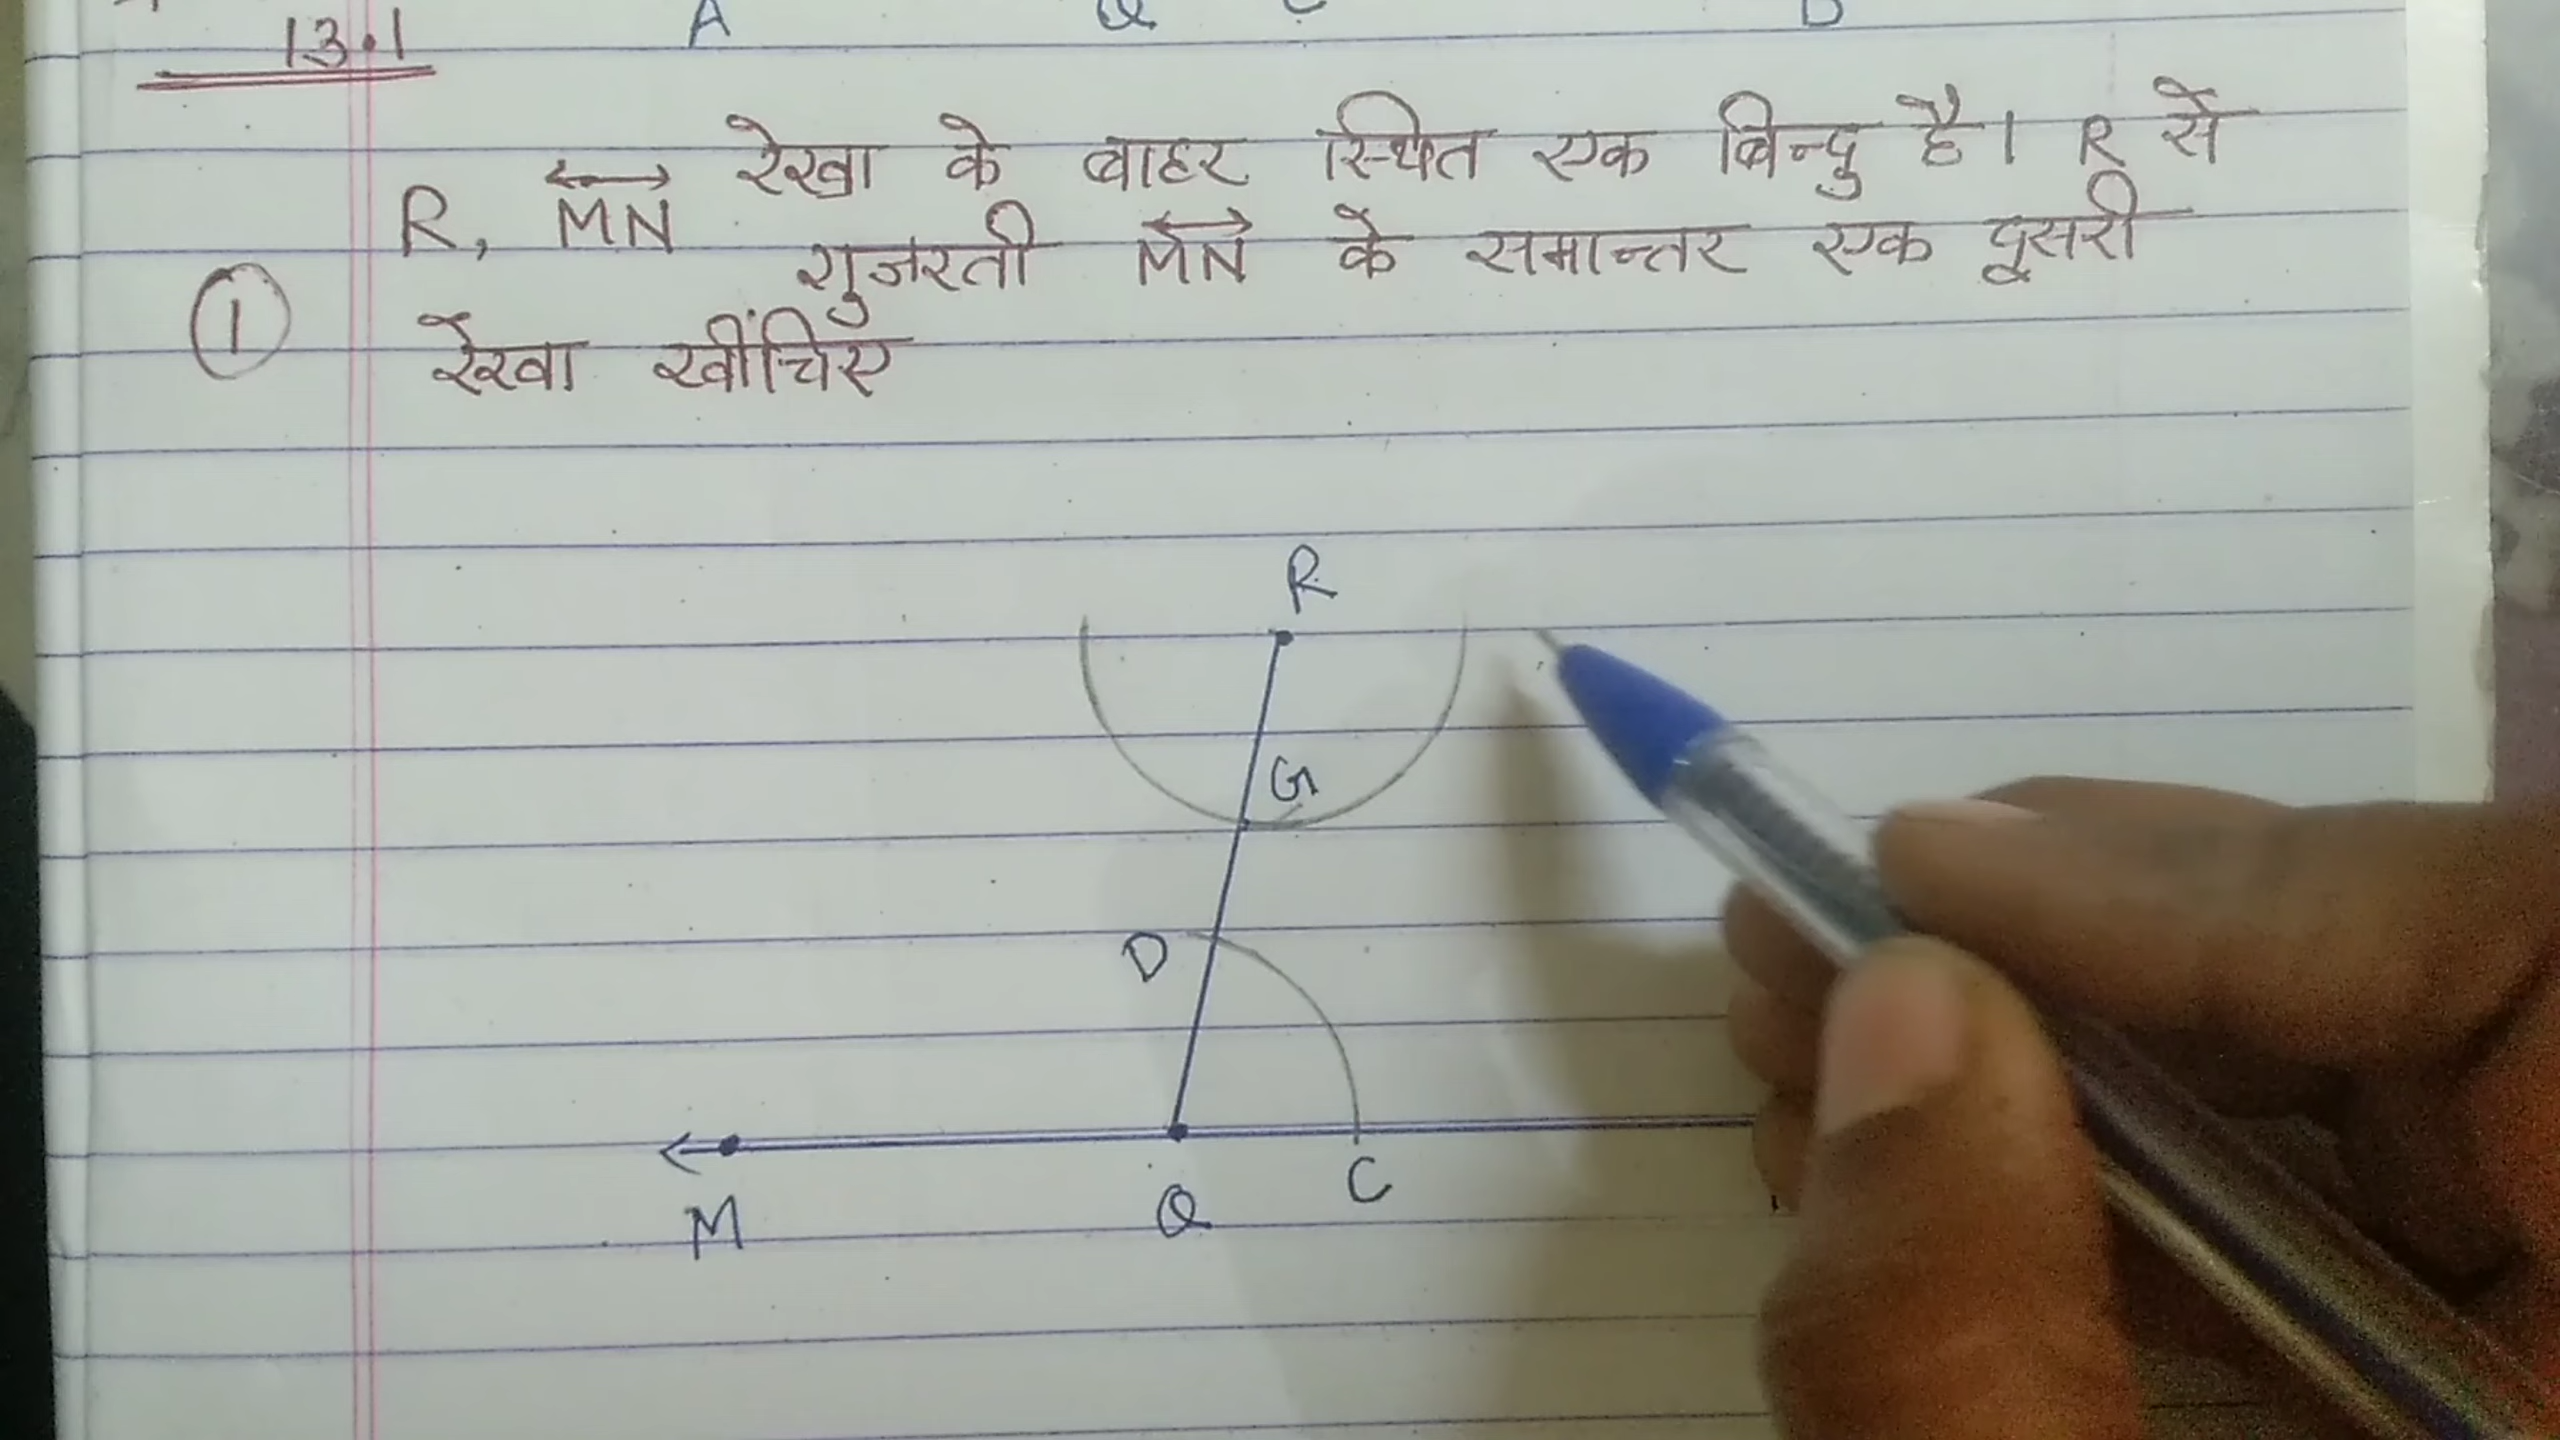 A Q C D
13.1
R, MN रेखा के बाहर स्थित एक बिन्दु है। R से
① गुजरती MN के समान्तर एक दूसरी
रेखा खींचिए
R
G
D
M Q C